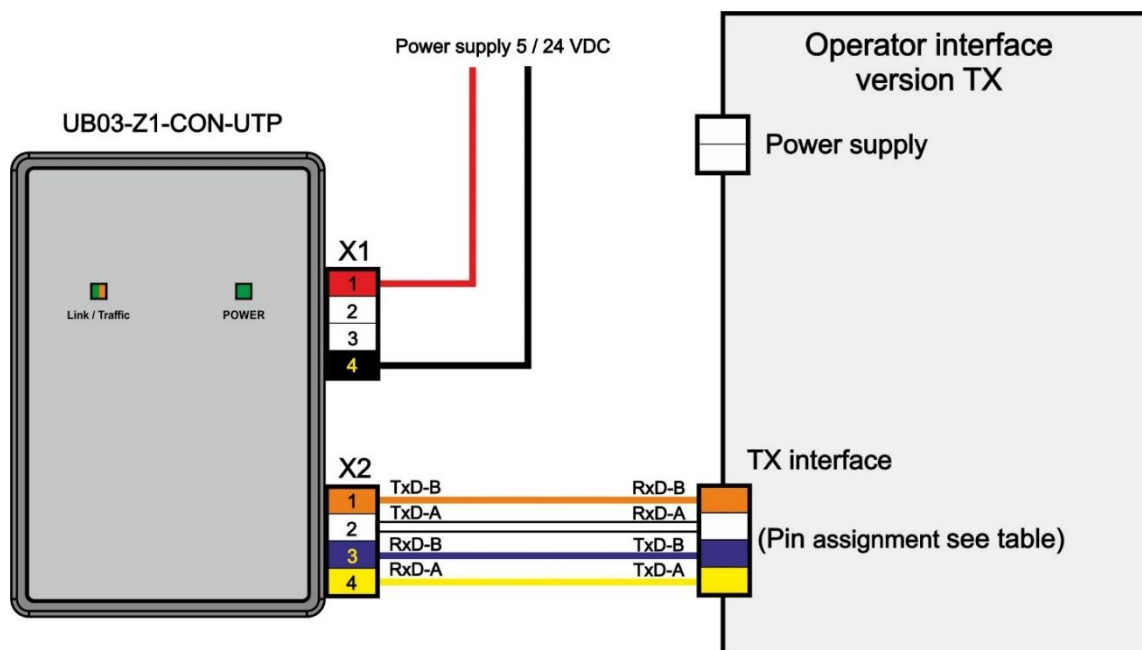 Power supply 5 / 24 VDC
Operator interface
version TX
UB03-Z1-CON-UTP
Power supply
X1
1
2
3
4
Link / Traffic
POWER
X2
TX interface
1
TxD-B
RxD-B
2
TxD-A
RxD-A
3
RxD-B
TxD-B
4
RxD-A
TxD-A
(Pin assignment see table)